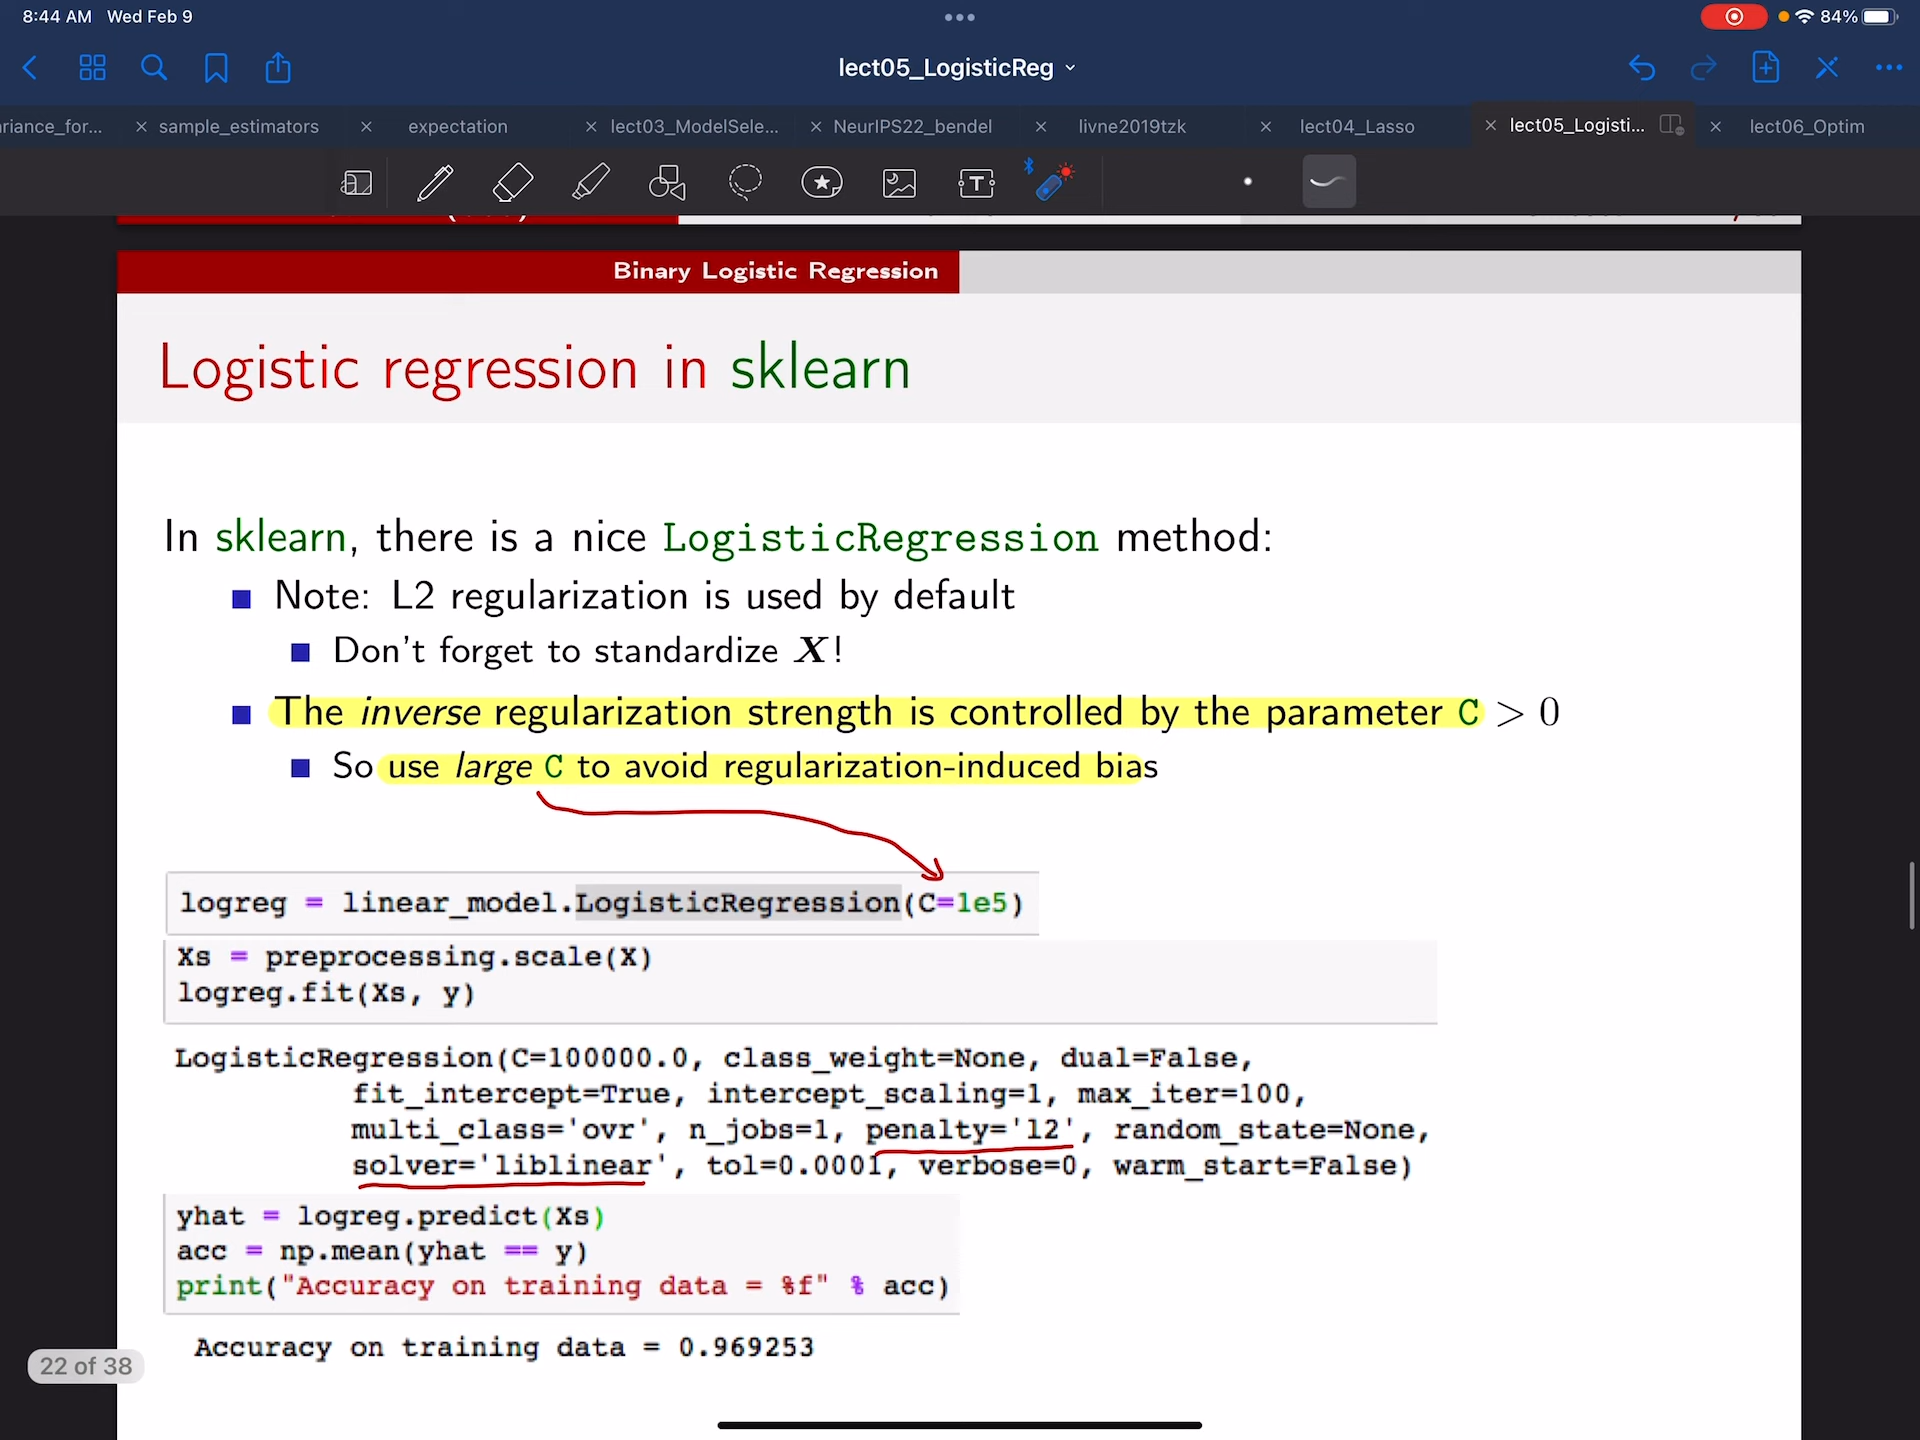 8:44 AM Wed Feb 9
84%
lect05_LogisticReg
riance_for...
sample_estimators
expectation
lect03_ModelSele...
NeurIPS22_bendel
livne2019tzk
lect04_Lasso
lect05_Logisti...
lect06_Optim
Binary Logistic Regression
Logistic regression in sklearn
In sklearn, there is a nice LogisticRegression method:
Note: L2 regularization is used by default
Don't forget to standardize X!
The inverse regularization strength is controlled by the parameter C > 0
So use large C to avoid regularization-induced bias
logreg = linear_model.LogisticRegression(C=1e5)
Xs = preprocessing.scale(X)
logreg.fit(Xs, y)
LogisticRegression(C=100000.0, class_weight=None, dual=False,
fit_intercept=True, intercept_scaling=1, max_iter=100,
multi_class='ovr', n_jobs=1, penalty='l2', random_state=None,
solver='liblinear', tol=0.0001, verbose=0, warm_start=False)
yhat = logreg.predict(Xs)
acc = np.mean(yhat == y)
print("Accuracy on training data = %f" % acc)
Accuracy on training data = 0.969253
22 of 38